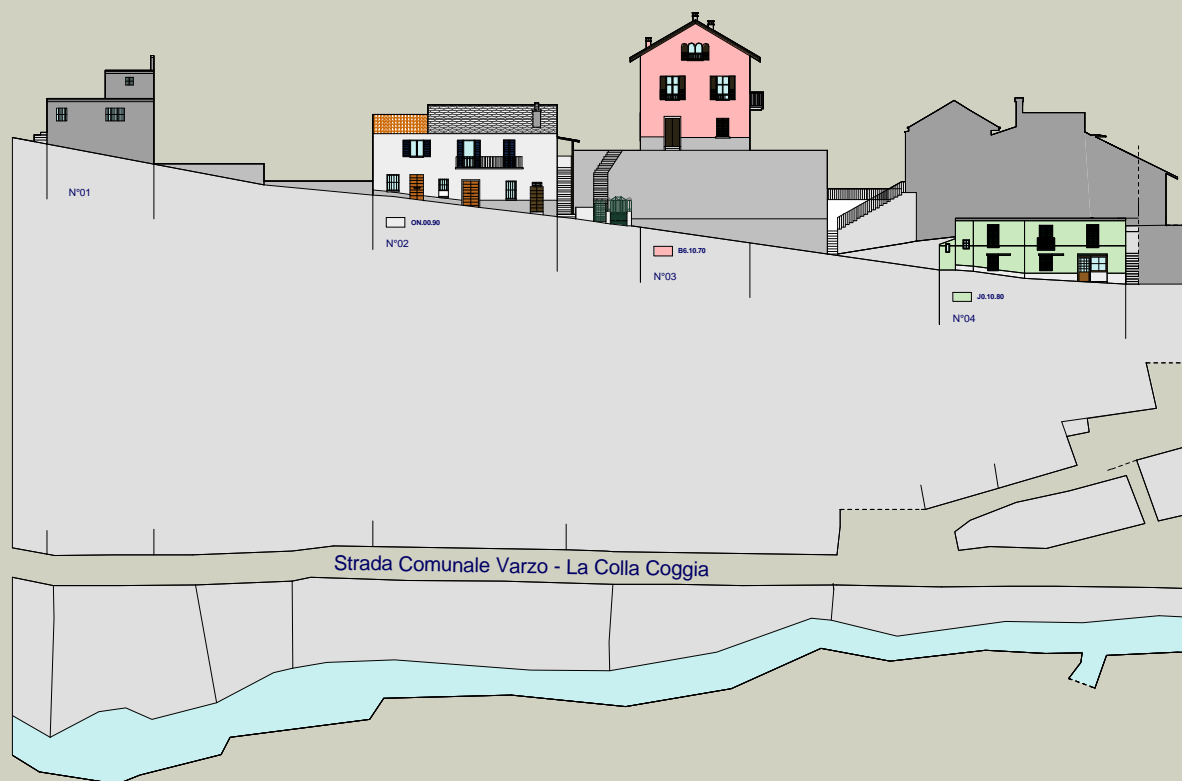 N°01
ON.00.90
N°02
B6.10.70
N°03
J0.10.80
N°04
Strada Comunale Varzo - La Colla Coggia